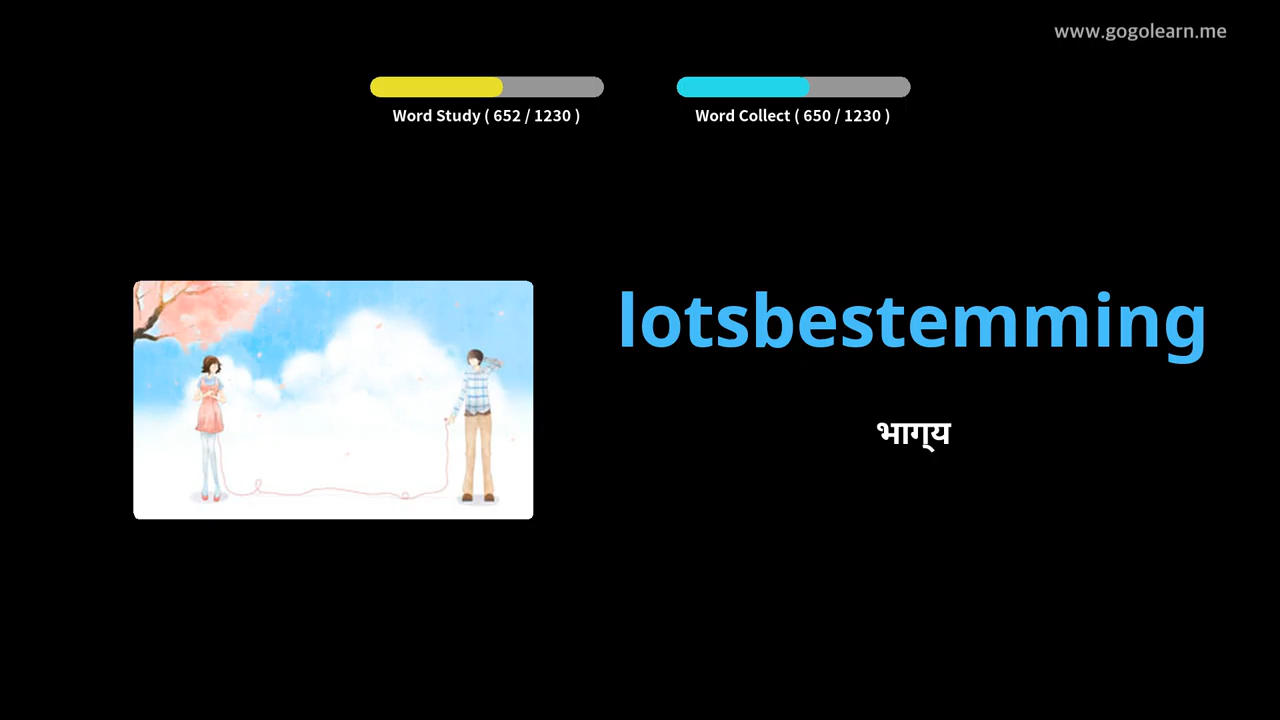 www.gogolearn.me
Word Study ( 652 / 1230 )
Word Collect ( 650 / 1230 )
lotsbestemming
भाग्य